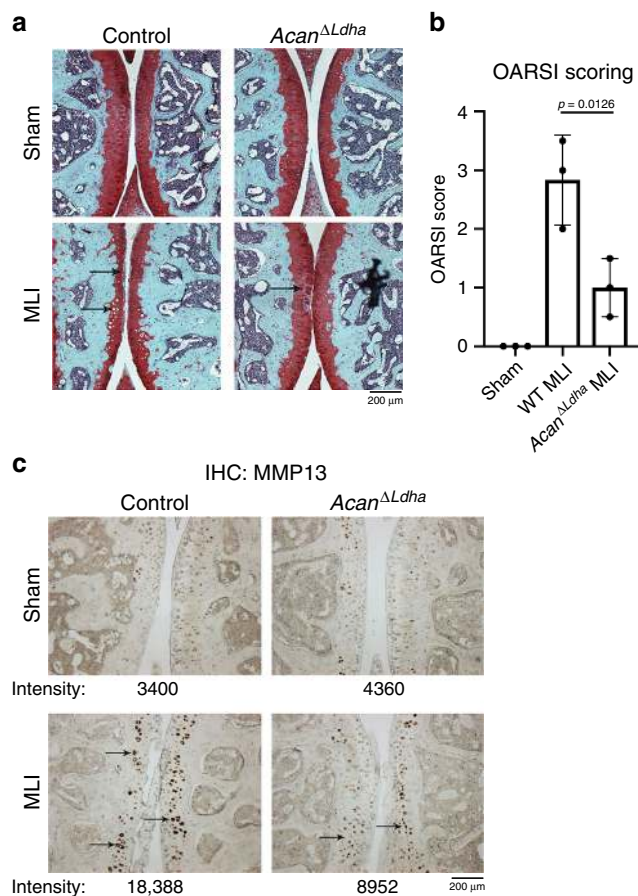 a
Control
Acan^ΔLdha
Sham
MLI
200 μm
b
OARSI scoring
p = 0.0126
OARSI score
4
3
2
1
0
Sham
WT MLI
Acan^ΔLdha MLI
c
IHC: MMP13
Control
Acan^ΔLdha
Sham
Intensity:
3400
4360
MLI
200 μm
Intensity:
18,388
8952